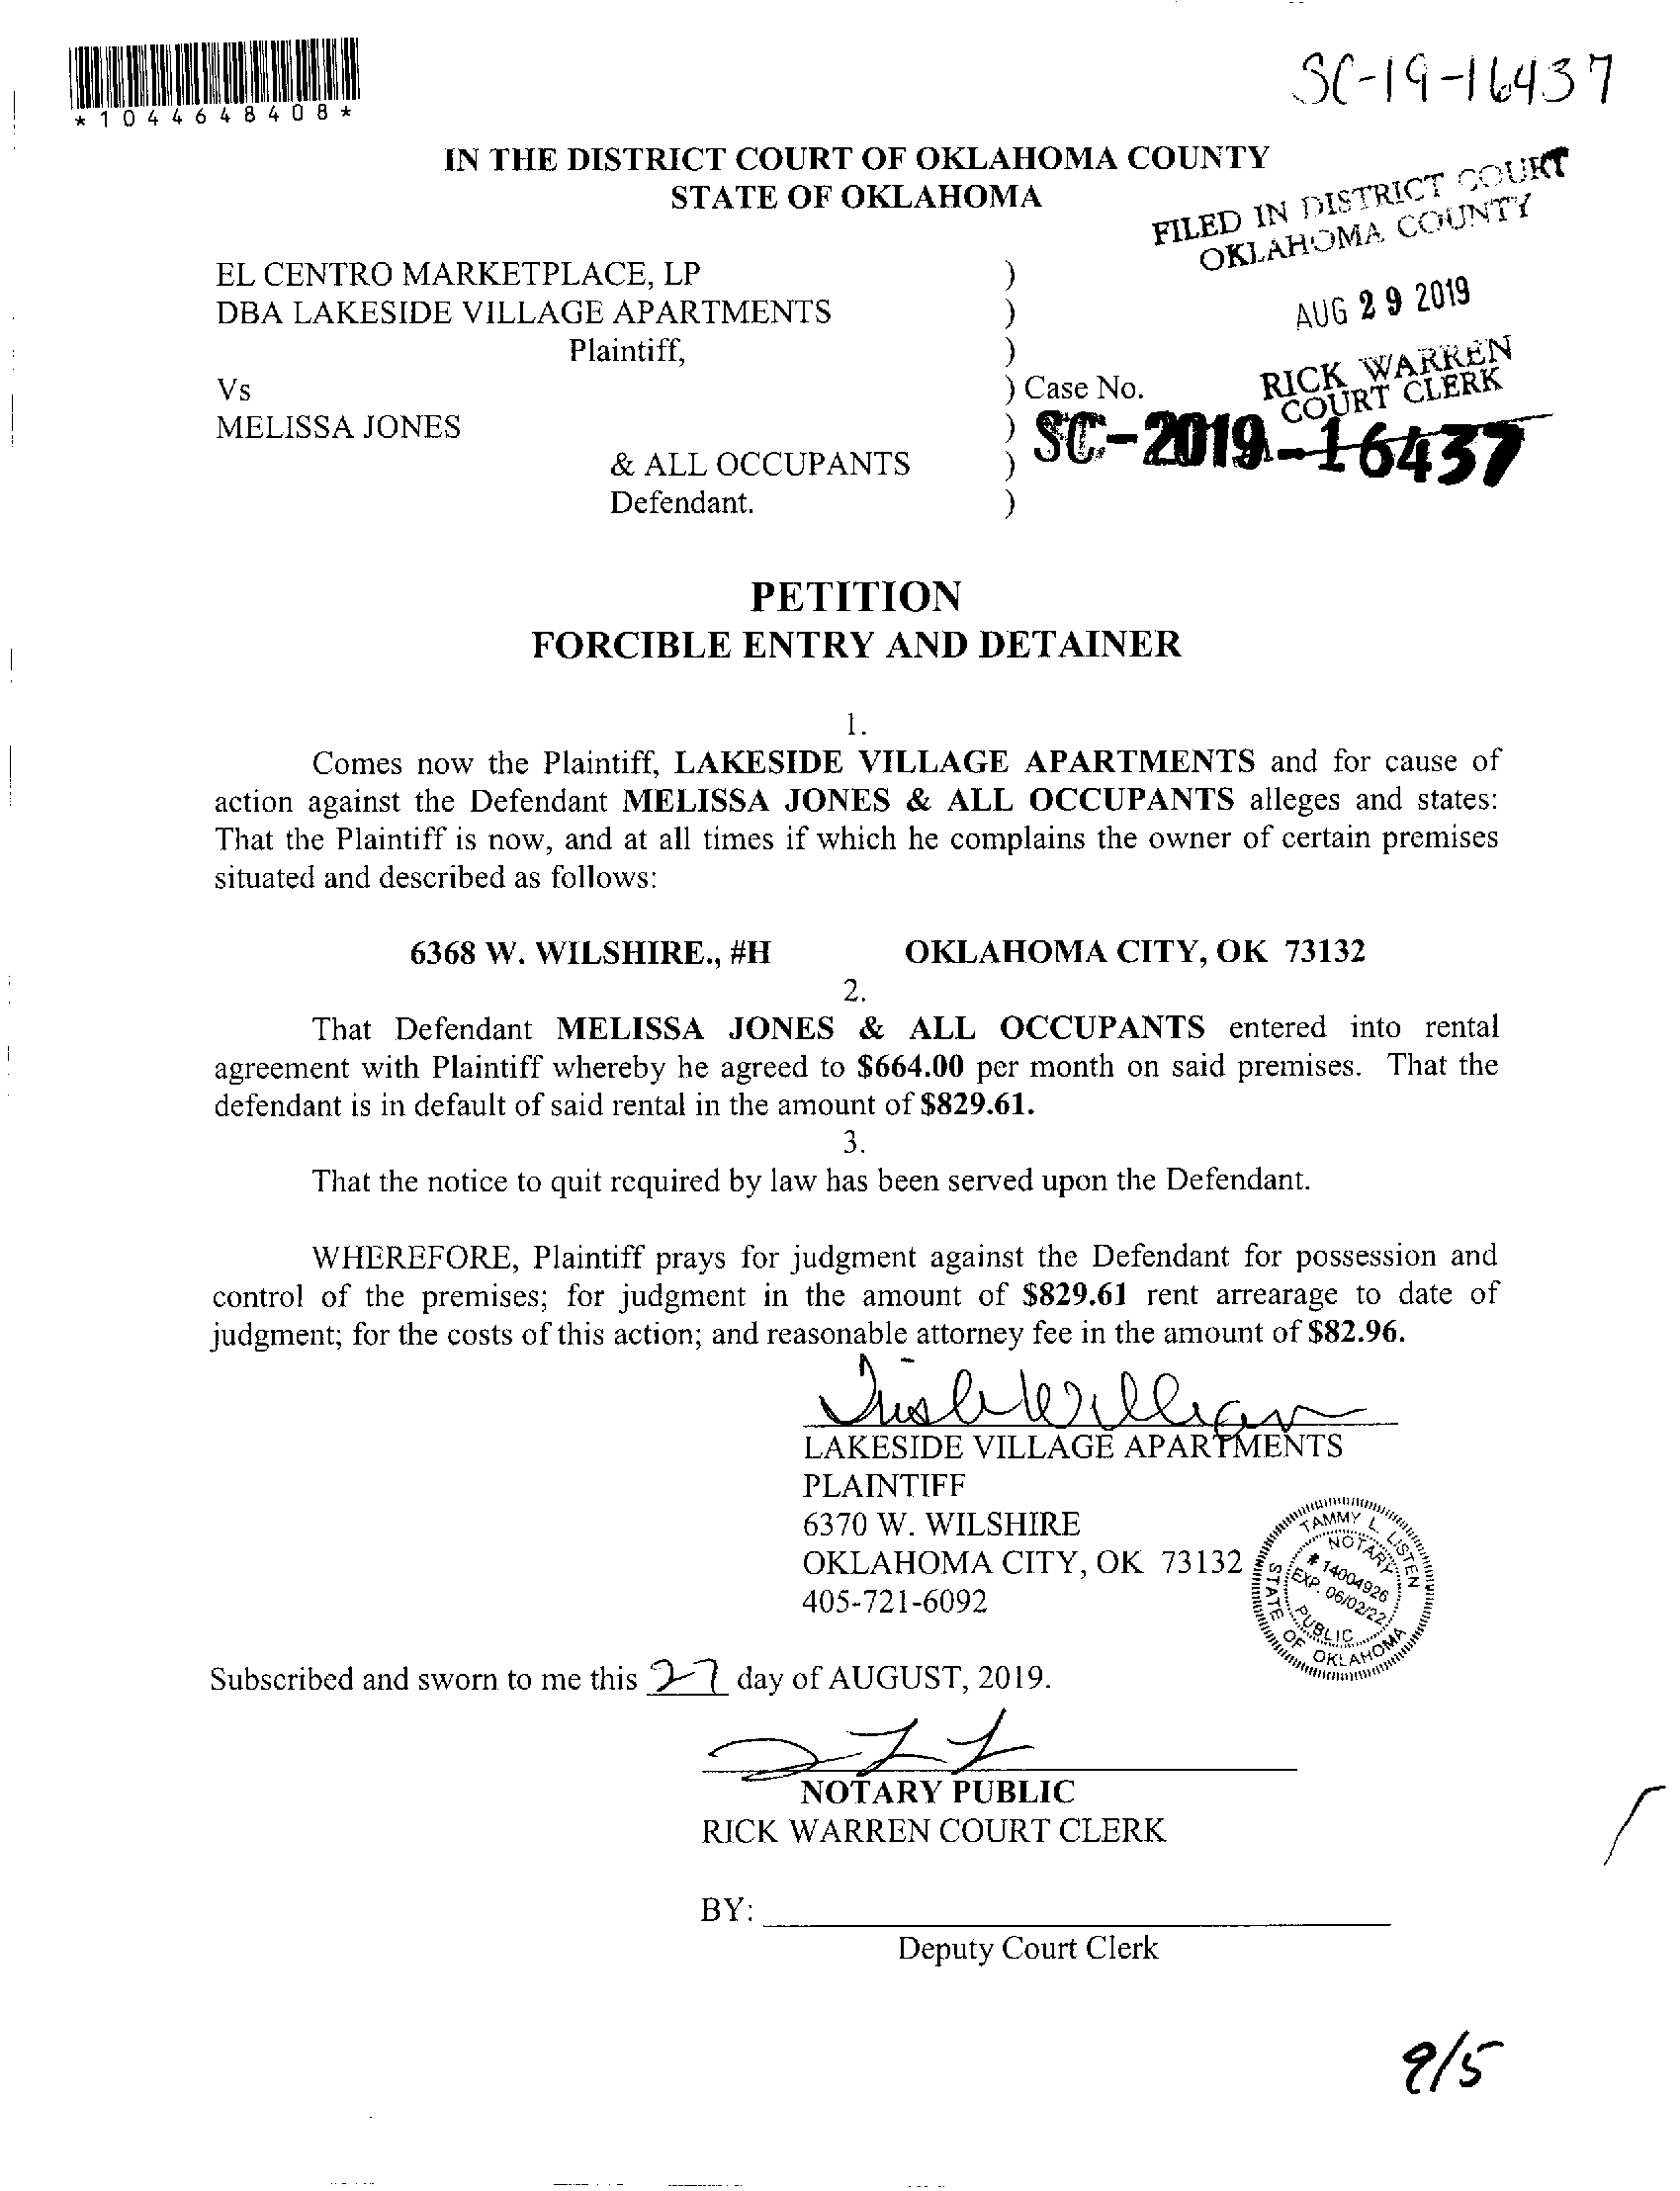 *1044648408*
SC-19-16437
IN THE DISTRICT COURT OF OKLAHOMA COUNTY
STATE OF OKLAHOMA
FILED IN DISTRICT COURT
OKLAHOMA COUNTY
AUG 29 2019
RICK WARREN
COURT CLERK
EL CENTRO MARKETPLACE, LP )
DBA LAKESIDE VILLAGE APARTMENTS )
Plaintiff, )
Vs ) Case No.
MELISSA JONES )
SC-2019-16437
& ALL OCCUPANTS )
Defendant. )
PETITION
FORCIBLE ENTRY AND DETAINER
1.
Comes now the Plaintiff, LAKESIDE VILLAGE APARTMENTS and for cause of
action against the Defendant MELISSA JONES & ALL OCCUPANTS alleges and states:
That the Plaintiff is now, and at all times if which he complains the owner of certain premises
situated and described as follows:
6368 W. WILSHIRE., #H OKLAHOMA CITY, OK 73132
2.
That Defendant MELISSA JONES & ALL OCCUPANTS entered into rental
agreement with Plaintiff whereby he agreed to $664.00 per month on said premises. That the
defendant is in default of said rental in the amount of $829.61.
3.
That the notice to quit required by law has been served upon the Defendant.
WHEREFORE, Plaintiff prays for judgment against the Defendant for possession and
control of the premises; for judgment in the amount of $829.61 rent arrearage to date of
judgment; for the costs of this action; and reasonable attorney fee in the amount of $82.96.
LAKESIDE VILLAGE APARTMENTS
PLAINTIFF
6370 W. WILSHIRE
OKLAHOMA CITY, OK 73132
405-721-6092
TAMMY L. LISTEN
NOTARY
# 14004926
EXP. 06/02/22
PUBLIC
STATE OF OKLAHOMA
Subscribed and sworn to me this 27 day of AUGUST, 2019.
NOTARY PUBLIC
RICK WARREN COURT CLERK
BY:
Deputy Court Clerk
9/5